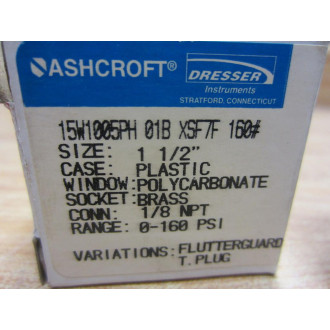 ASHCROFT®
DRESSER
Instruments
STRATFORD, CONNECTICUT
15W1005PH 01B XSF7F 160#
SIZE: 1 1/2"
CASE: PLASTIC
WINDOW: POLYCARBONATE
SOCKET: BRASS
CONN: 1/8 NPT
RANGE: 0-160 PSI
VARIATIONS: FLUTTERGUARD
T.PLUG